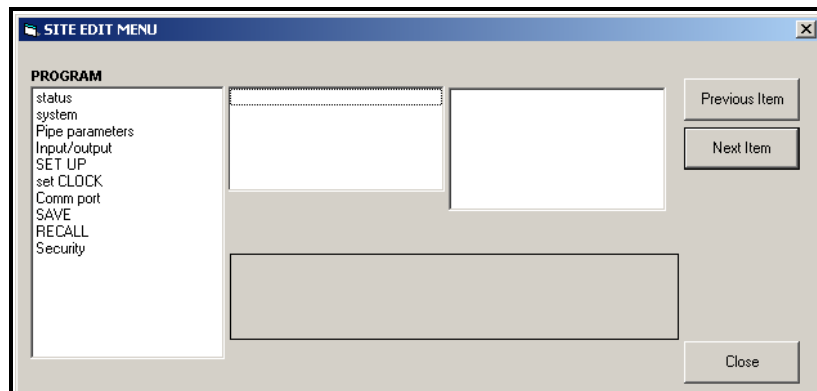 SITE EDIT MENU
PROGRAM
status
system
Pipe parameters
Input/output
SET UP
set CLOCK
Comm port
SAVE
RECALL
Security
Previous Item
Next Item
Close